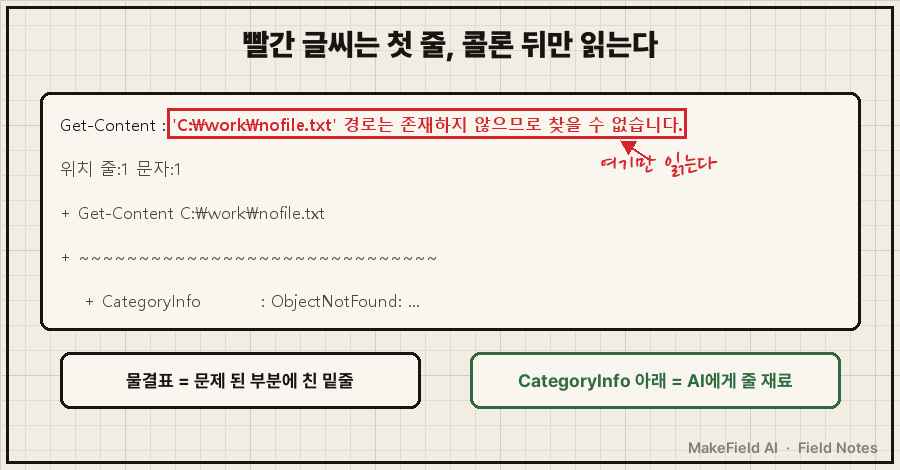 빨간 글씨는 첫 줄, 콜론 뒤만 읽는다
Get-Content : 'C:₩work₩nofile.txt' 경로는 존재하지 않으므로 찾을 수 없습니다.
여기만 읽는다
위치 줄:1 문자:1
+ Get-Content C:₩work₩nofile.txt
+ ~~~~~~~~~~~~~~~~~~~~~~~~~~~~~
+ CategoryInfo : ObjectNotFound: ...
물결표 = 문제 된 부분에 친 밑줄
CategoryInfo 아래 = AI에게 줄 재료
MakeField AI · Field Notes